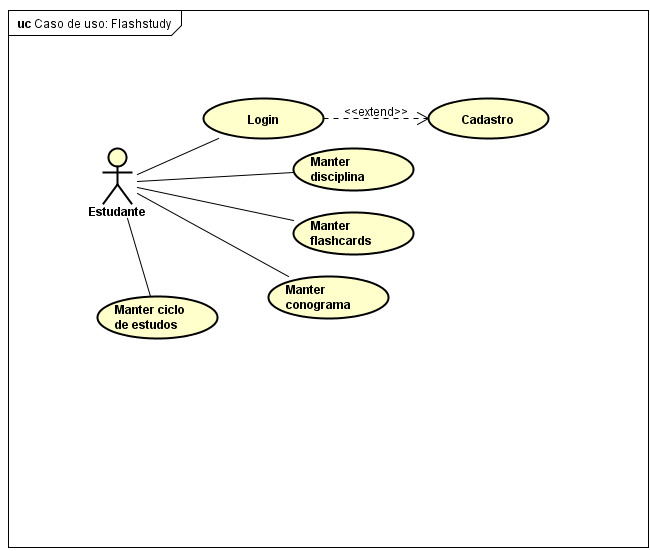 uc Caso de uso: Flashstudy
Login
<<extend>>
Cadastro
Manter
disciplina
Estudante
Manter
flashcards
Manter
conograma
Manter ciclo
de estudos